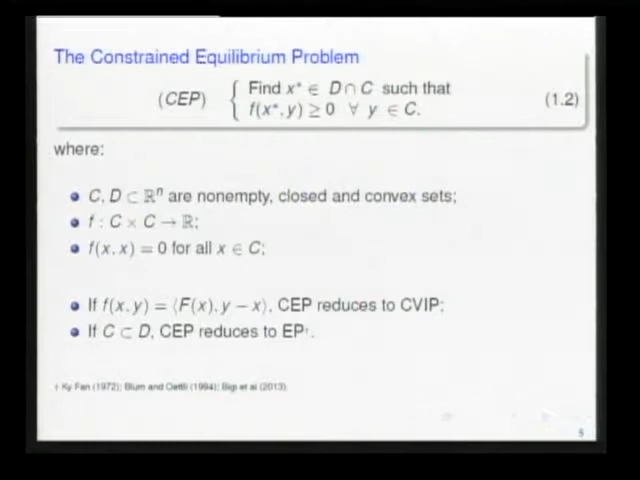 The Constrained Equilibrium Problem
(CEP) { Find x* ∈ D ∩ C such that
f(x*, y) ≥ 0 ∀ y ∈ C. (1.2)
where:
C, D ⊂ ℝⁿ are nonempty, closed and convex sets;
f : C × C → ℝ;
f(x, x) = 0 for all x ∈ C;
If f(x, y) = ⟨F(x), y − x⟩, CEP reduces to CVIP;
If C ⊂ D, CEP reduces to EP†.
† Ky Fan (1972); Blum and Oettli (1994); Bigi et al (2013)
5